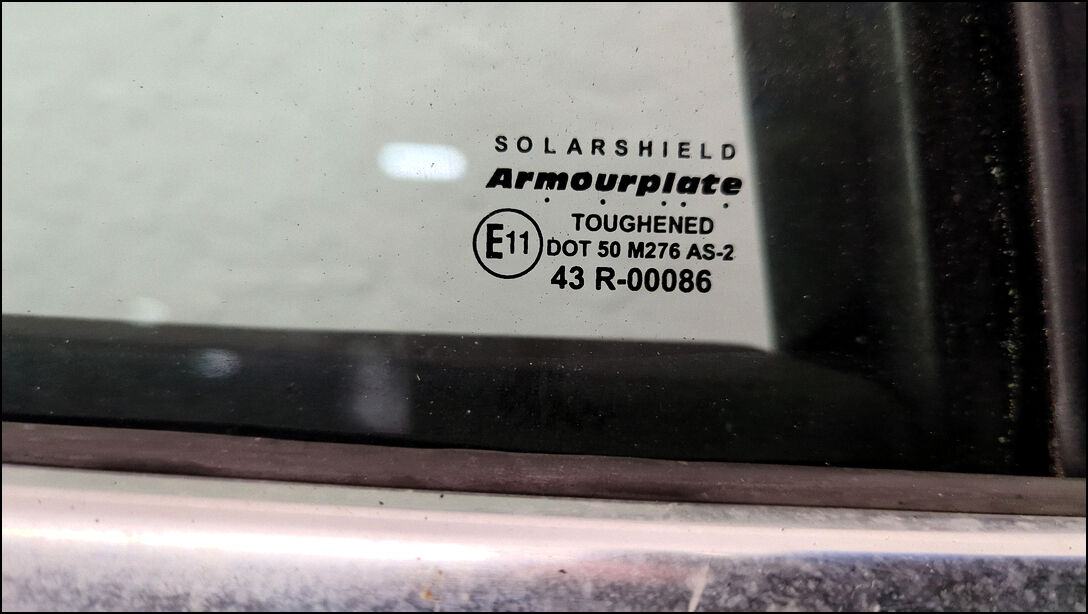 SOLARSHIELD
Armourplate
TOUGHENED
E11 DOT 50 M276 AS-2
43 R-00086